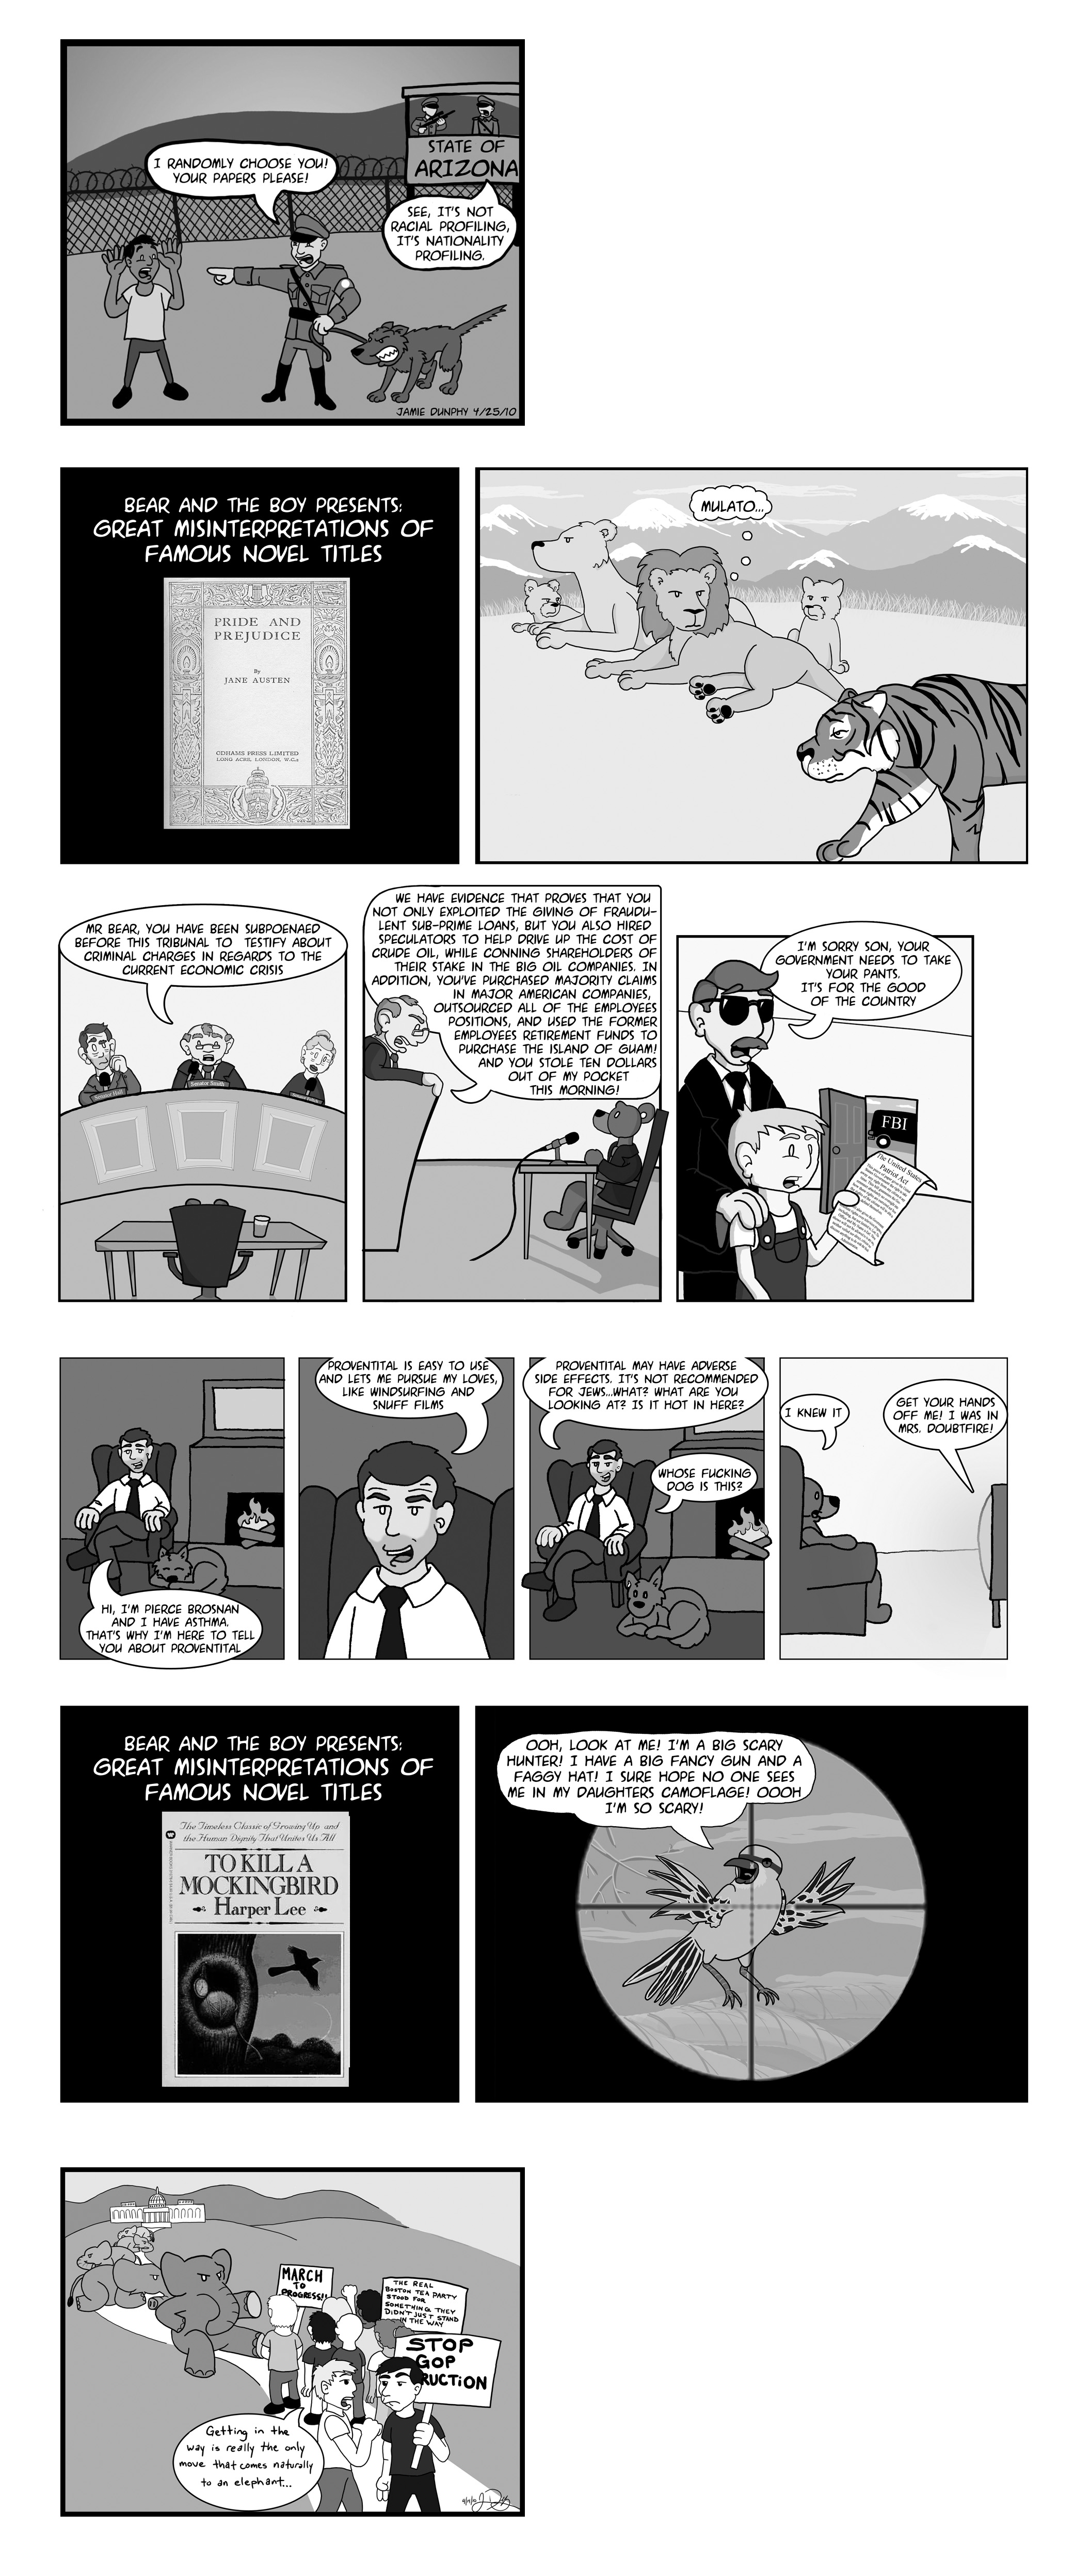 I RANDOMLY CHOOSE YOU!
YOUR PAPERS PLEASE!
STATE OF
ARIZONA
SEE, IT'S NOT
RACIAL PROFILING,
IT'S NATIONALITY
PROFILING.
JAMIE DUNPHY 4/25/10
BEAR AND THE BOY PRESENTS:
GREAT MISINTERPRETATIONS OF
FAMOUS NOVEL TITLES
PRIDE AND
PREJUDICE
By
JANE AUSTEN
ODHAMS PRESS LIMITED
LONG ACRE, LONDON, W.C.2
MULATO...
MR BEAR, YOU HAVE BEEN SUBPOENAED
BEFORE THIS TRIBUNAL TO TESTIFY ABOUT
CRIMINAL CHARGES IN REGARDS TO THE
CURRENT ECONOMIC CRISIS
Senator Smith
WE HAVE EVIDENCE THAT PROVES THAT YOU
NOT ONLY EXPLOITED THE GIVING OF FRAUDU-
LENT SUB-PRIME LOANS, BUT YOU ALSO HIRED
SPECULATORS TO HELP DRIVE UP THE COST OF
CRUDE OIL, WHILE CONNING SHAREHOLDERS OF
THEIR STAKE IN THE BIG OIL COMPANIES. IN
ADDITION, YOU'VE PURCHASED MAJORITY CLAIMS
IN MAJOR AMERICAN COMPANIES,
OUTSOURCED ALL OF THE EMPLOYEES
POSITIONS, AND USED THE FORMER
EMPLOYEES RETIREMENT FUNDS TO
PURCHASE THE ISLAND OF GUAM!
AND YOU STOLE TEN DOLLARS
OUT OF MY POCKET
THIS MORNING!
I'M SORRY SON, YOUR
GOVERNMENT NEEDS TO TAKE
YOUR PANTS.
IT'S FOR THE GOOD
OF THE COUNTRY
FBI
The United States
Patriot Act
HI, I'M PIERCE BROSNAN
AND I HAVE ASTHMA.
THAT'S WHY I'M HERE TO TELL
YOU ABOUT PROVENTITAL
PROVENTITAL IS EASY TO USE
AND LETS ME PURSUE MY LOVES,
LIKE WINDSURFING AND
SNUFF FILMS
PROVENTITAL MAY HAVE ADVERSE
SIDE EFFECTS. IT'S NOT RECOMMENDED
FOR JEWS...WHAT? WHAT ARE YOU
LOOKING AT? IS IT HOT IN HERE?
WHOSE FUCKING
DOG IS THIS?
I KNEW IT
GET YOUR HANDS
OFF ME! I WAS IN
MRS. DOUBTFIRE!
BEAR AND THE BOY PRESENTS:
GREAT MISINTERPRETATIONS OF
FAMOUS NOVEL TITLES
The Timeless Classic of Growing Up and
the Human Dignity That Unites Us All
TO KILL A
MOCKINGBIRD
Harper Lee
OOH, LOOK AT ME! I'M A BIG SCARY
HUNTER! I HAVE A BIG FANCY GUN AND A
FAGGY HAT! I SURE HOPE NO ONE SEES
ME IN MY DAUGHTERS CAMOFLAGE! OOOH
I'M SO SCARY!
MARCH
TO
PROGRESS!!
THE REAL
BOSTON TEA PARTY
STOOD FOR
SOMETHING THEY
DIDN'T JUST STAND
IN THE WAY
STOP
GOP
RUCTION
Getting in the
way is really the only
move that comes naturally
to an elephant...